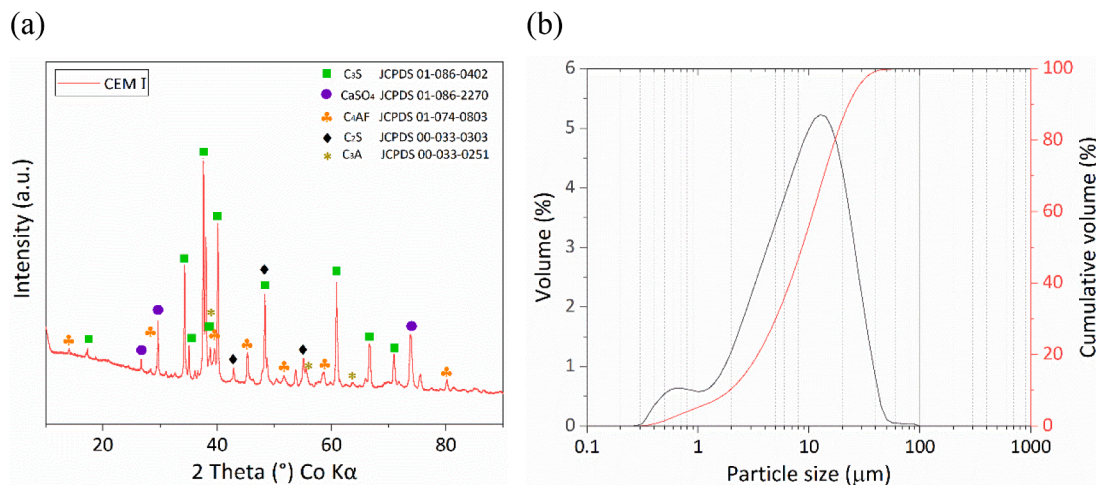 (a)
CEM I
C₃S JCPDS 01-086-0402
CaSO₄ JCPDS 01-086-2270
C₄AF JCPDS 01-074-0803
C₂S JCPDS 00-033-0303
C₃A JCPDS 00-033-0251
Intensity (a.u.)
20 40 60 80
2 Theta (°) Co Kα
(b)
6
5
4
3
2
1
0
Volume (%)
100
80
60
40
20
0
Cumulative volume (%)
0.1 1 10 100 1000
Particle size (μm)